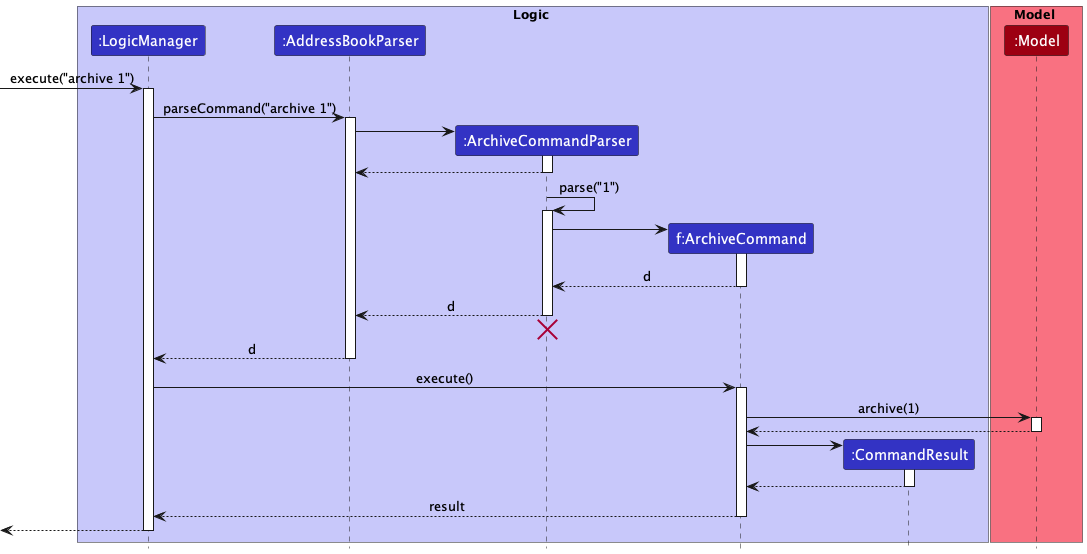 Logic
Model
:LogicManager
:AddressBookParser
:Model
execute("archive 1")
parseCommand("archive 1")
:ArchiveCommandParser
parse("1")
f:ArchiveCommand
d
d
d
execute()
archive(1)
:CommandResult
result